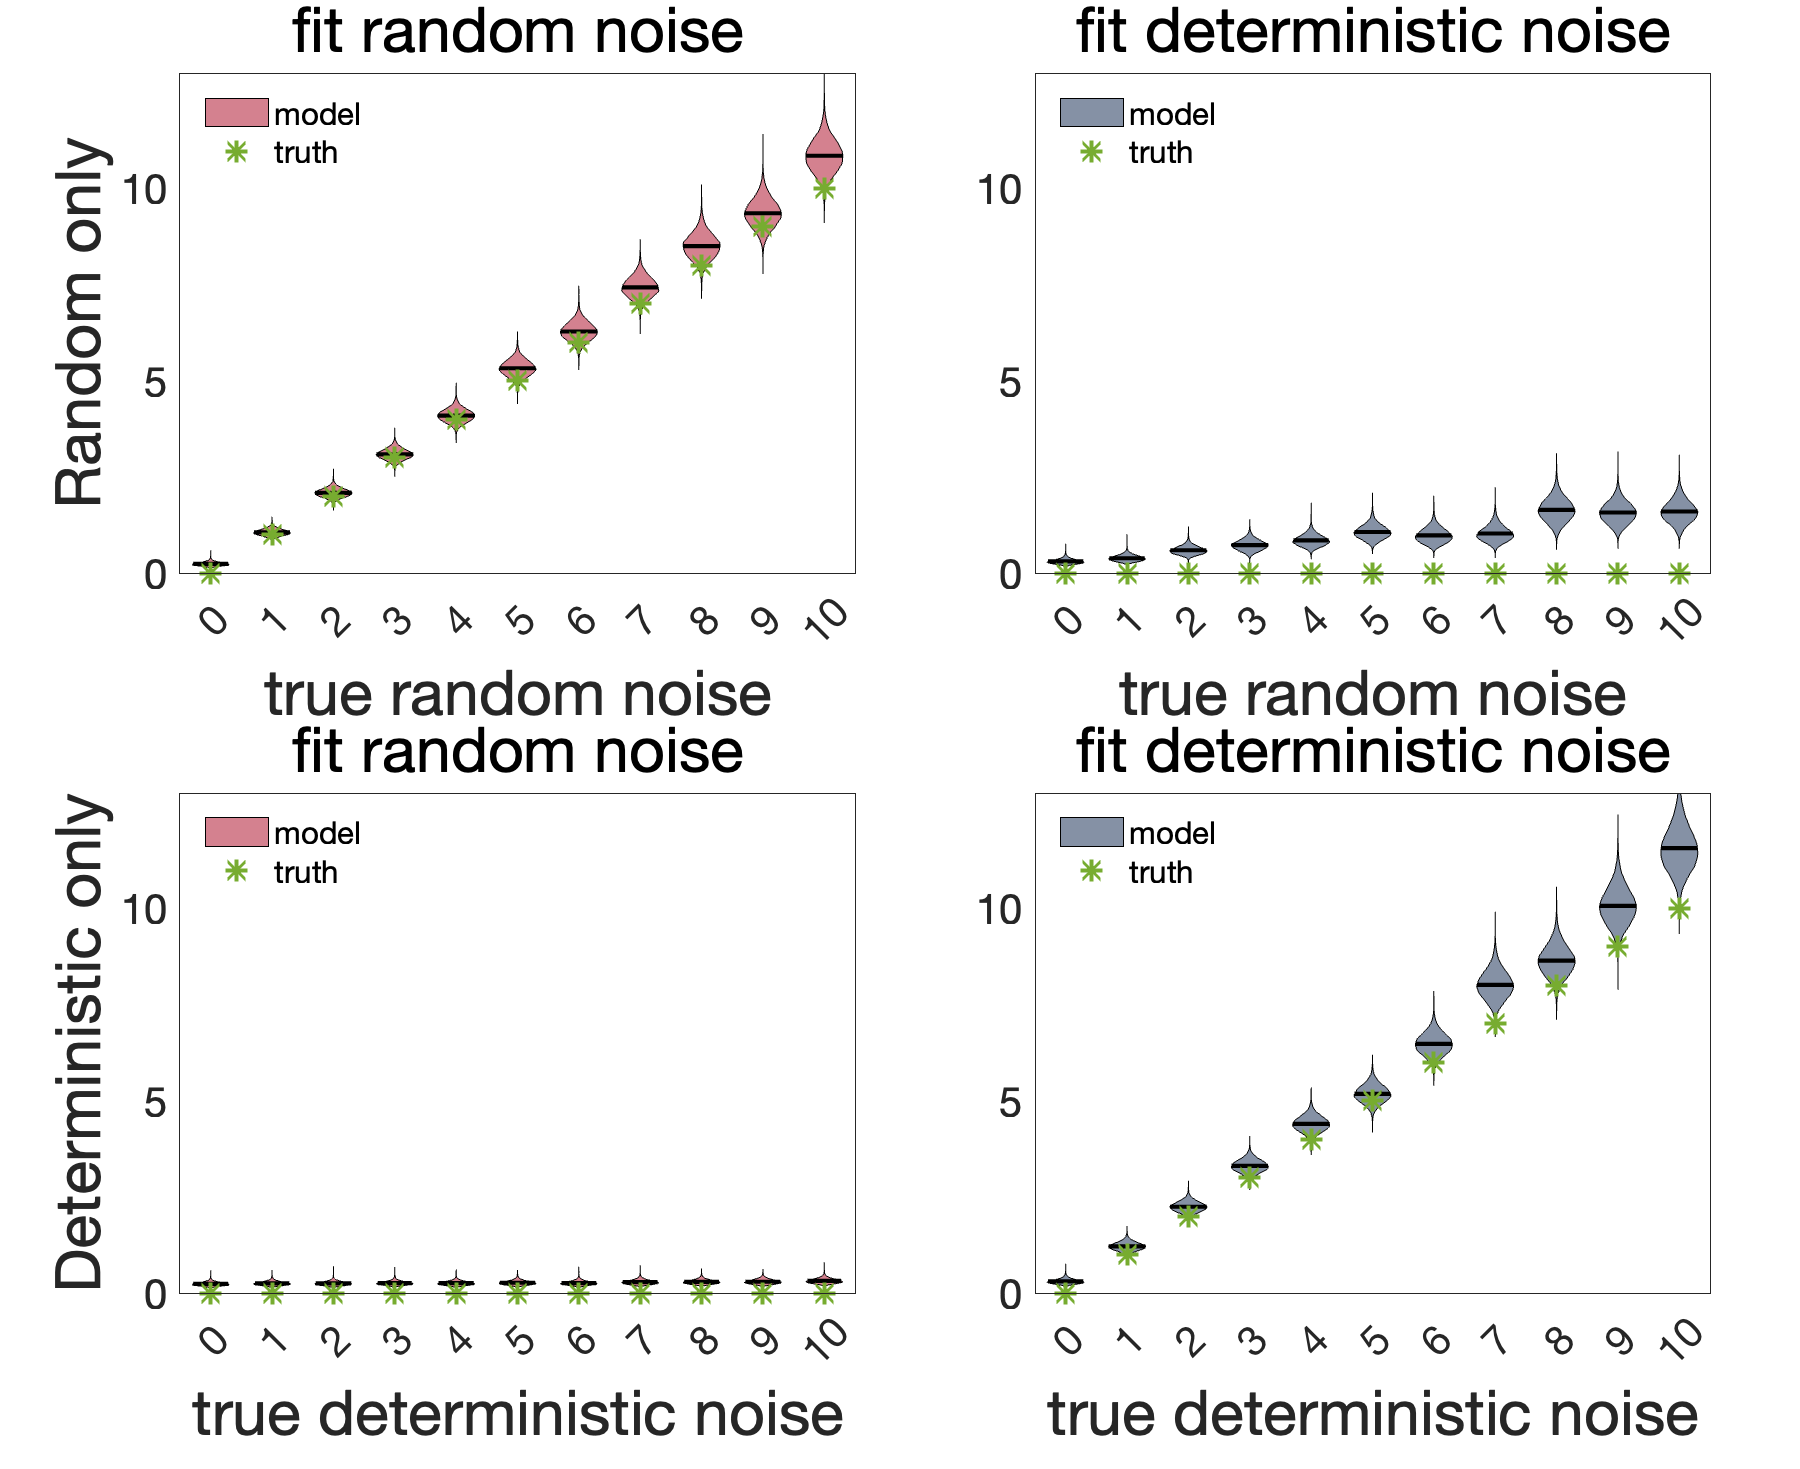 fit random noise
fit deterministic noise
Random only
model
truth
10
5
0
0 1 2 3 4 5 6 7 8 9 10
true random noise
model
truth
10
5
0
0 1 2 3 4 5 6 7 8 9 10
true random noise
fit random noise
fit deterministic noise
Deterministic only
model
truth
10
5
0
0 1 2 3 4 5 6 7 8 9 10
true deterministic noise
model
truth
10
5
0
0 1 2 3 4 5 6 7 8 9 10
true deterministic noise